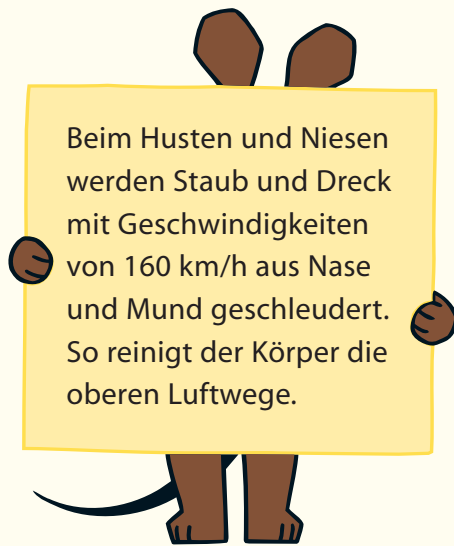 Beim Husten und Niesen
werden Staub und Dreck
mit Geschwindigkeiten
von 160 km/h aus Nase
und Mund geschleudert.
So reinigt der Körper die
oberen Luftwege.